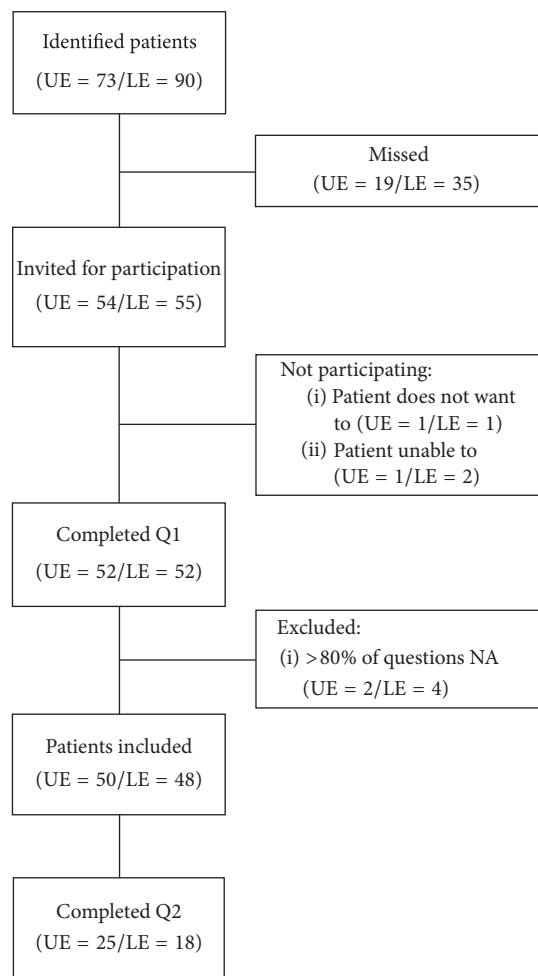 Identified patients
(UE = 73/LE = 90)
Missed
(UE = 19/LE = 35)
Invited for participation
(UE = 54/LE = 55)
Not participating:
(i) Patient does not want
to (UE = 1/LE = 1)
(ii) Patient unable to
(UE = 1/LE = 2)
Completed Q1
(UE = 52/LE = 52)
Excluded:
(i) >80% of questions NA
(UE = 2/LE = 4)
Patients included
(UE = 50/LE = 48)
Completed Q2
(UE = 25/LE = 18)